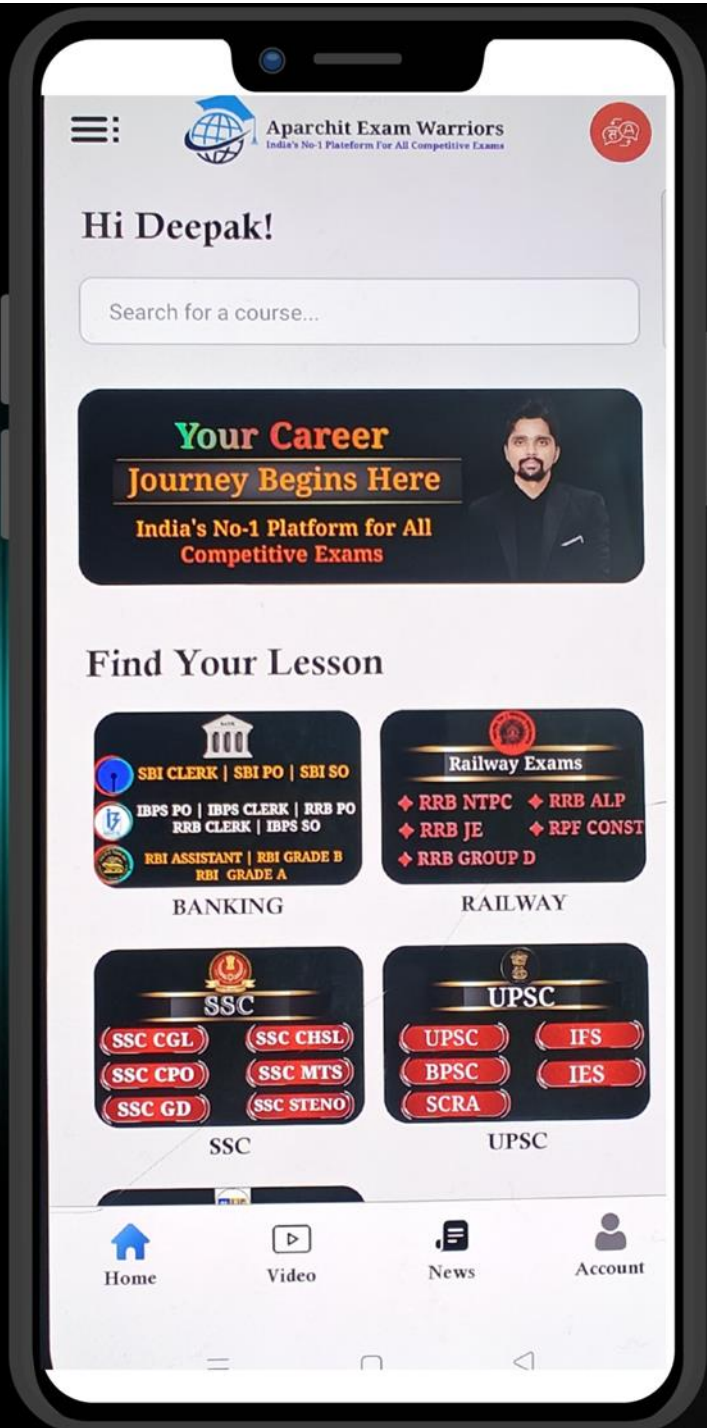 Aparchit Exam Warriors
India's No-1 Plateform For All Competitive Exams
Hi Deepak!
Search for a course...
Your Career
Journey Begins Here
India's No-1 Platform for All
Competitive Exams
Find Your Lesson
BANK
SBI CLERK | SBI PO | SBI SO
IBPS PO | IBPS CLERK | RRB PO
RRB CLERK | IBPS SO
RBI ASSISTANT | RBI GRADE B
RBI GRADE A
BANKING
Railway Exams
RRB NTPC RRB ALP
RRB JE RPF CONST
RRB GROUP D
RAILWAY
SSC
SSC CGL SSC CHSL
SSC CPO SSC MTS
SSC GD SSC STENO
SSC
UPSC
UPSC IFS
BPSC IES
SCRA
UPSC
Home Video News Account